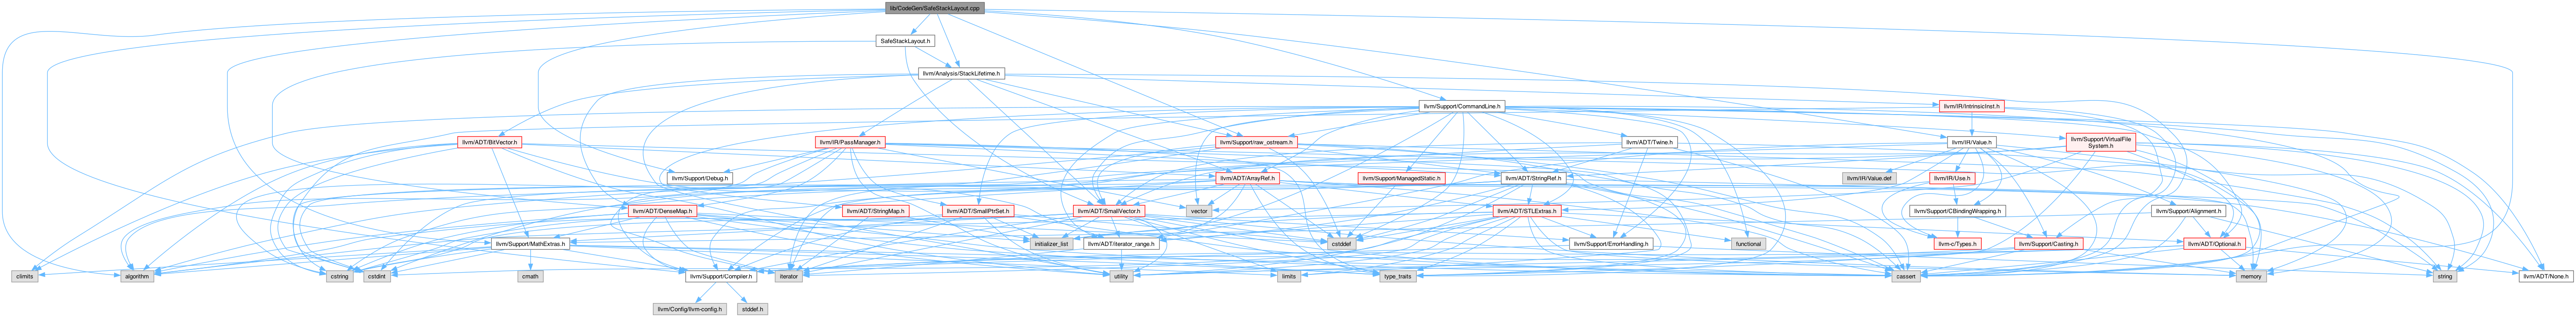 lib/CodeGen/SafeStackLayout.cpp
SafeStackLayout.h
llvm/Analysis/StackLifetime.h
llvm/Support/CommandLine.h
llvm/IR/IntrinsicInst.h
llvm/ADT/BitVector.h
llvm/IR/PassManager.h
llvm/Support/raw_ostream.h
llvm/ADT/Twine.h
llvm/IR/Value.h
llvm/Support/VirtualFile
System.h
llvm/Support/Debug.h
llvm/ADT/ArrayRef.h
llvm/Support/ManagedStatic.h
llvm/ADT/StringRef.h
llvm/IR/Value.def
llvm/IR/Use.h
llvm/ADT/DenseMap.h
llvm/ADT/StringMap.h
llvm/ADT/SmallPtrSet.h
llvm/ADT/SmallVector.h
vector
llvm/ADT/STLExtras.h
llvm/Support/CBindingWrapping.h
llvm/Support/Alignment.h
llvm/Support/MathExtras.h
initializer_list
llvm/ADT/iterator_range.h
cstddef
functional
llvm/Support/ErrorHandling.h
llvm-c/Types.h
llvm/Support/Casting.h
llvm/ADT/Optional.h
climits
algorithm
cstring
cstdint
cmath
llvm/Support/Compiler.h
iterator
utility
limits
type_traits
cassert
memory
string
llvm/ADT/None.h
llvm/Config/llvm-config.h
stddef.h